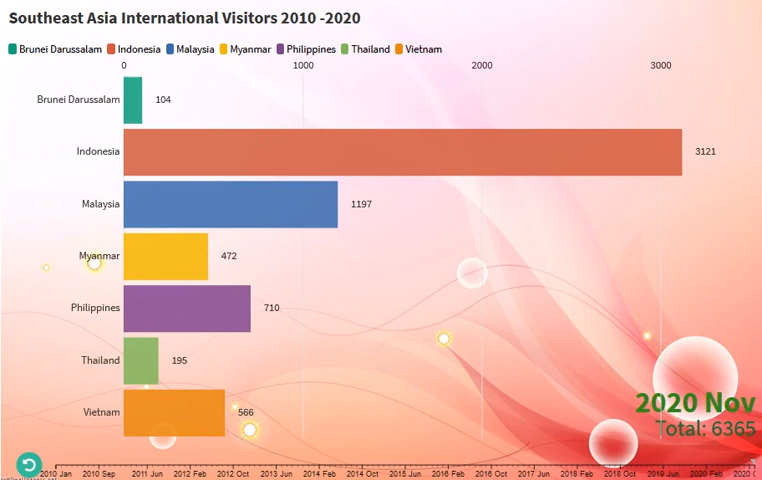 Southeast Asia International Visitors 2010 -2020
Brunei Darussalam Indonesia Malaysia Myanmar Philippines Thailand Vietnam
0 1000 2000 3000
Brunei Darussalam 104
Indonesia 3121
Malaysia 1197
Myanmar 472
Philippines 710
Thailand 195
Vietnam 566
2020 Nov
Total: 6365
2010 Jan 2010 Sep 2011 Jun 2012 Feb 2012 Oct 2013 Jun 2014 Feb 2014 Oct 2015 Jun 2016 Feb 2016 Oct 2017 Jun 2018 Feb 2018 Oct 2019 Jun 2020 Feb 2020